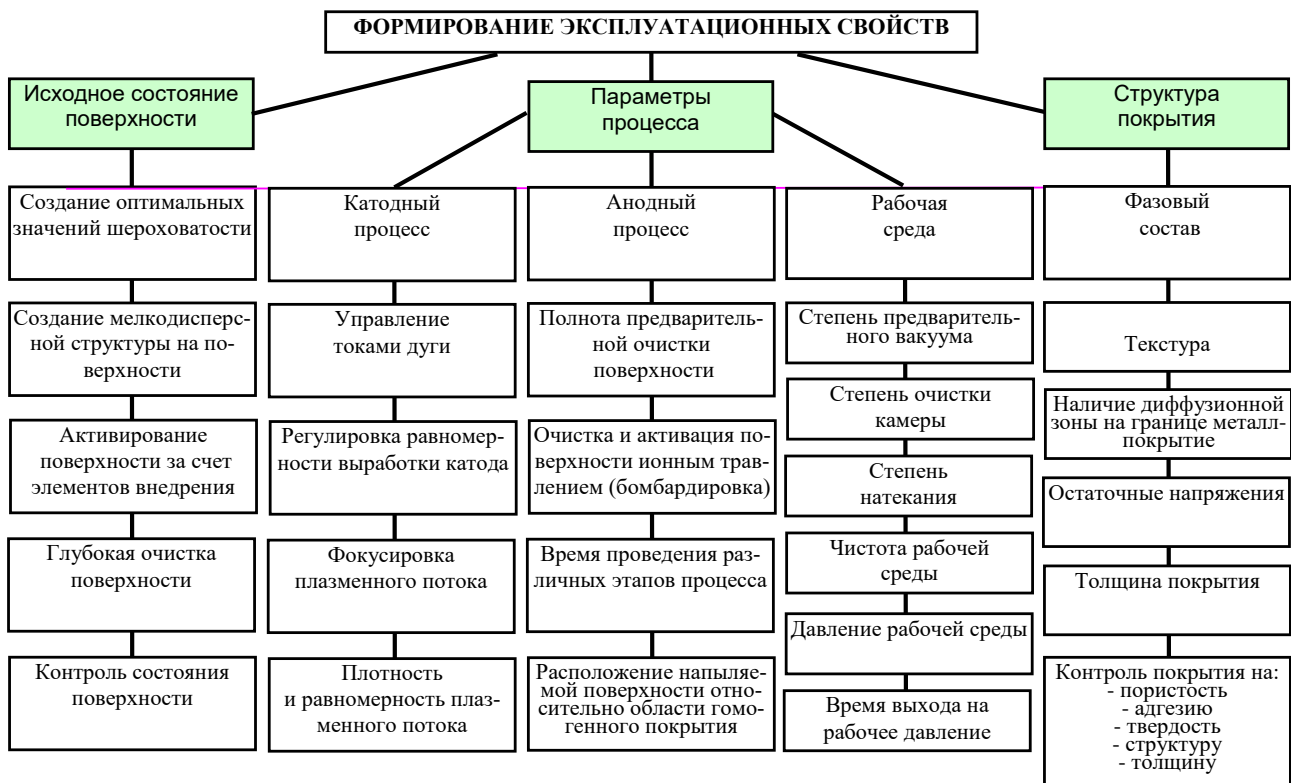 ФОРМИРОВАНИЕ ЭКСПЛУАТАЦИОННЫХ СВОЙСТВ
Исходное состояние
поверхности
Параметры
процесса
Структура
покрытия
Создание оптимальных
значений шероховатости
Создание мелкодисперс-
ной структуры на по-
верхности
Активирование
поверхности за счет
элементов внедрения
Глубокая очистка
поверхности
Контроль состояния
поверхности
Катодный
процесс
Управление
токами дуги
Регулировка равномер-
ности выработки катода
Фокусировка
плазменного потока
Плотность
и равномерность плаз-
менного потока
Анодный
процесс
Полнота предваритель-
ной очистки
поверхности
Очистка и активация по-
верхности ионным трав-
лением (бомбардировка)
Время проведения раз-
личных этапов процесса
Расположение напыляе-
мой поверхности отно-
сительно области гомо-
генного покрытия
Рабочая
среда
Степень предваритель-
ного вакуума
Степень очистки
камеры
Степень
натекания
Чистота рабочей
среды
Давление рабочей среды
Время выхода на
рабочее давление
Фазовый
состав
Текстура
Наличие диффузионной
зоны на границе металл-
покрытие
Остаточные напряжения
Толщина покрытия
Контроль покрытия на:
- пористость
- адгезию
- твердость
- структуру
- толщину